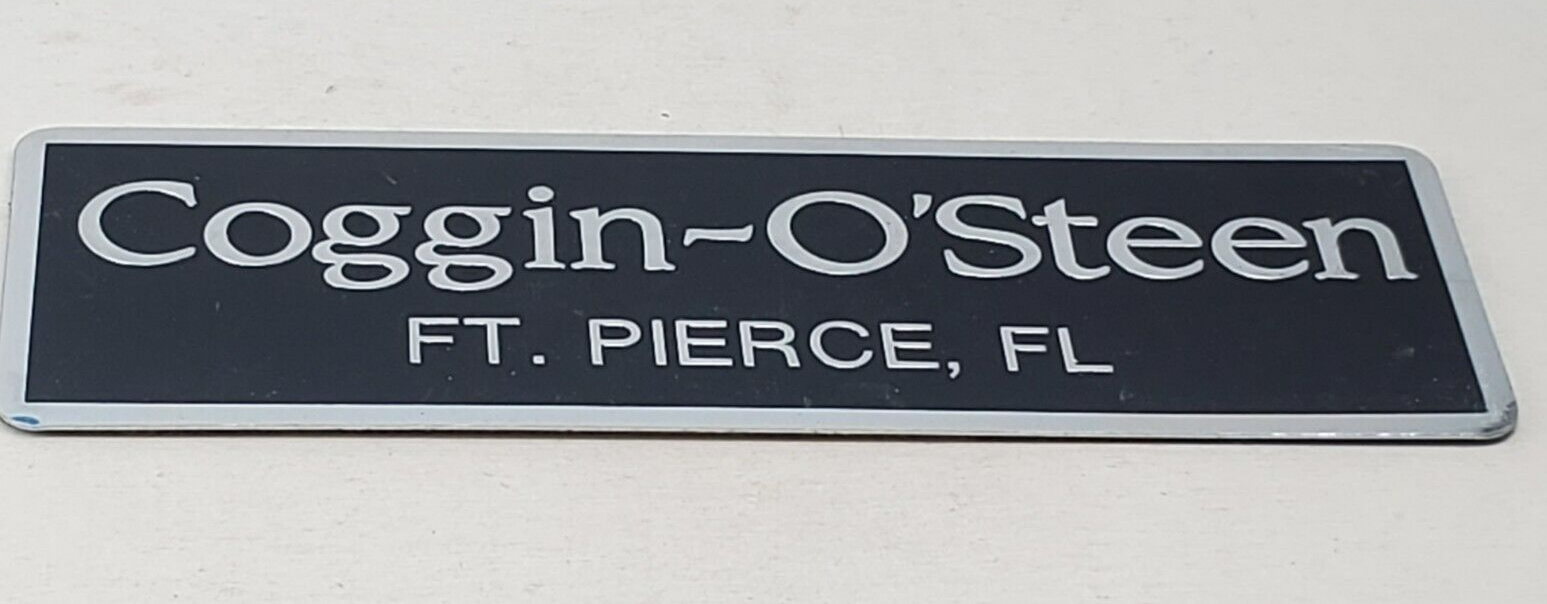 Coggin~O'Steen
FT. PIERCE, FL